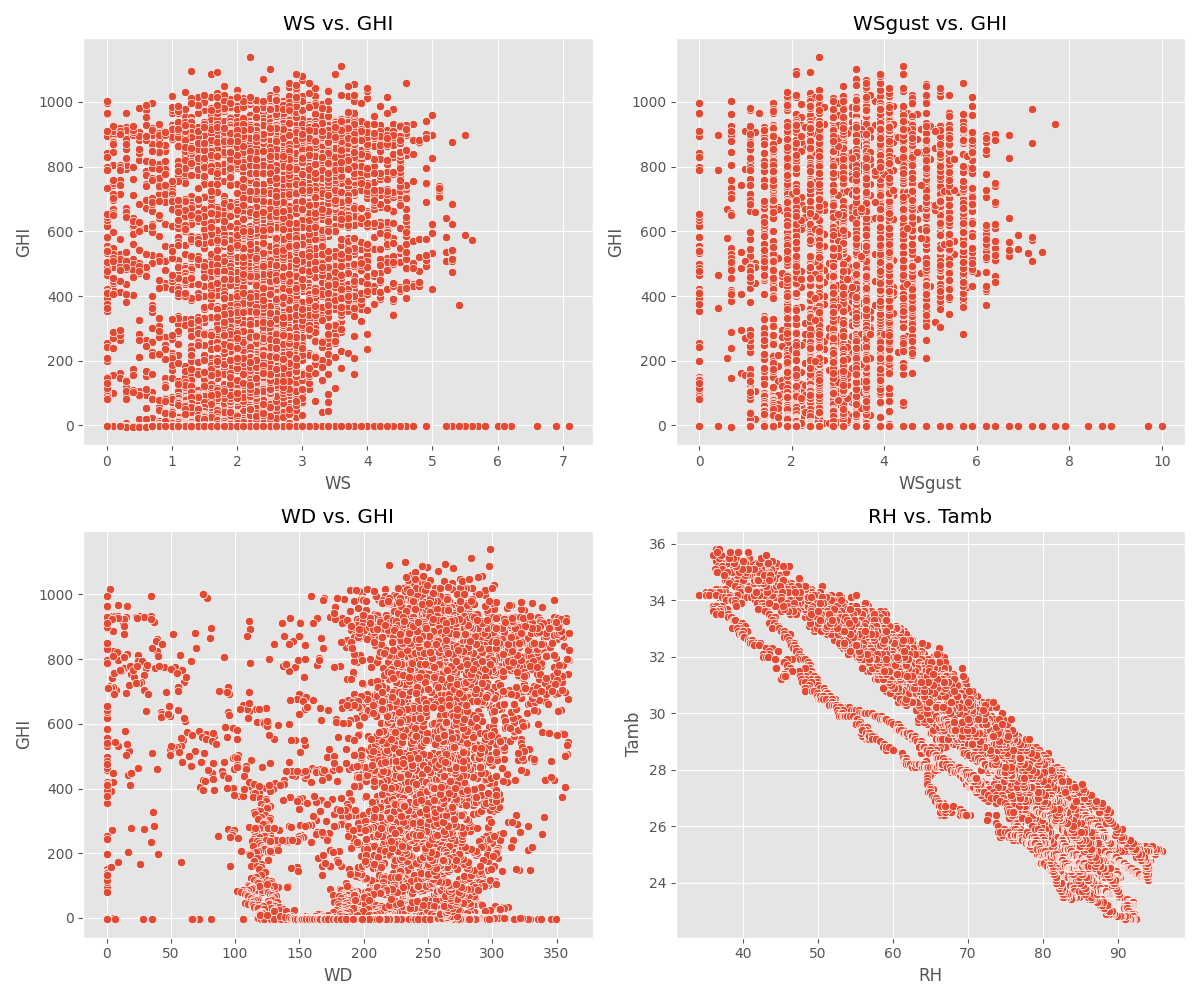 WS vs. GHI
WSgust vs. GHI
GHI
1000
800
600
400
200
0
0 1 2 3 4 5 6 7
WS
GHI
1000
800
600
400
200
0
0 2 4 6 8 10
WSgust
WD vs. GHI
RH vs. Tamb
GHI
1000
800
600
400
200
0
0 50 100 150 200 250 300 350
WD
Tamb
36
34
32
30
28
26
24
40 50 60 70 80 90
RH